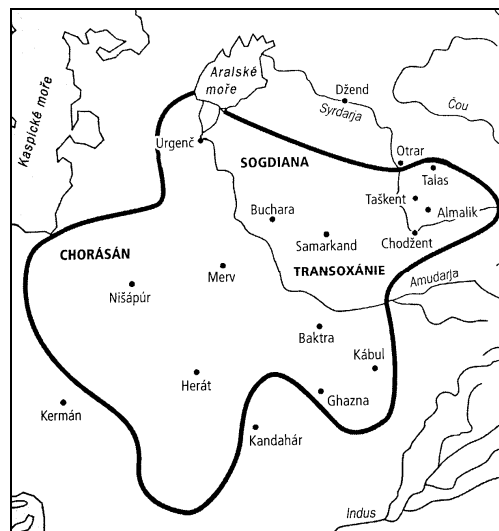 Aralské
moře
Kaspické moře
Džend
Syrdarja
Čou
Urgenč
SOGDIANA
Otrar
Talas
Taškent
Almalik
Buchara
Samarkand
Chodžent
CHORÁSÁN
Merv
TRANSOXÁNIE
Amudarja
Nišápúr
Baktra
Kábul
Herát
Ghazna
Kermán
Kandahár
Indus